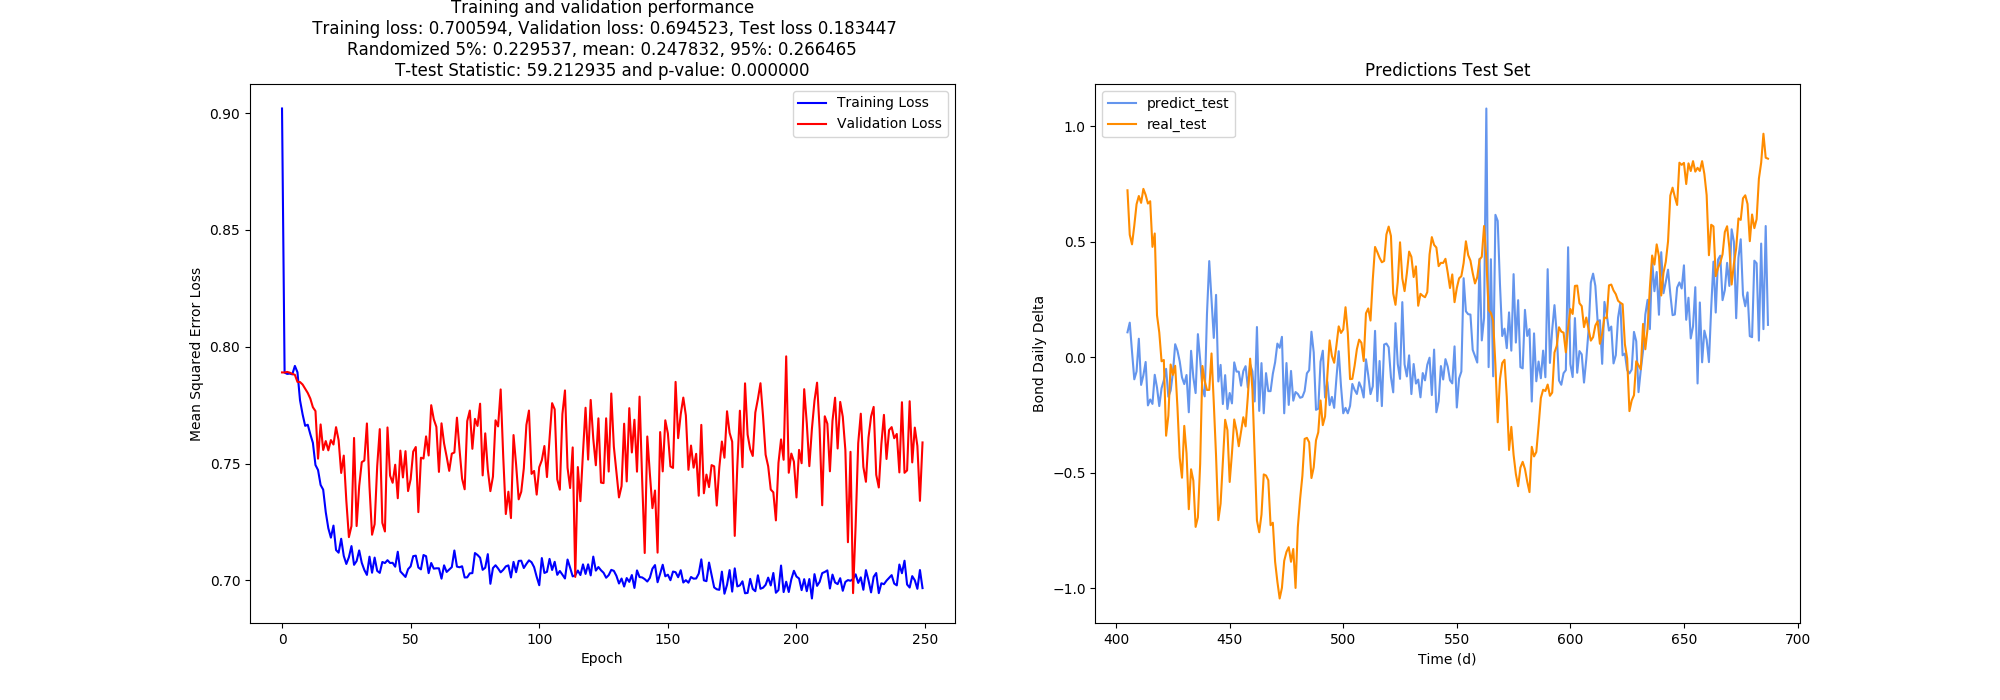 Training and validation performance
Training loss: 0.700594, Validation loss: 0.694523, Test loss 0.183447
Randomized 5%: 0.229537, mean: 0.247832, 95%: 0.266465
T-test Statistic: 59.212935 and p-value: 0.000000
Training Loss
Validation Loss
Mean Squared Error Loss
0.90
0.85
0.80
0.75
0.70
0
50
100
150
200
250
Epoch
Predictions Test Set
predict_test
real_test
Bond Daily Delta
1.0
0.5
0.0
−0.5
−1.0
400
450
500
550
600
650
700
Time (d)